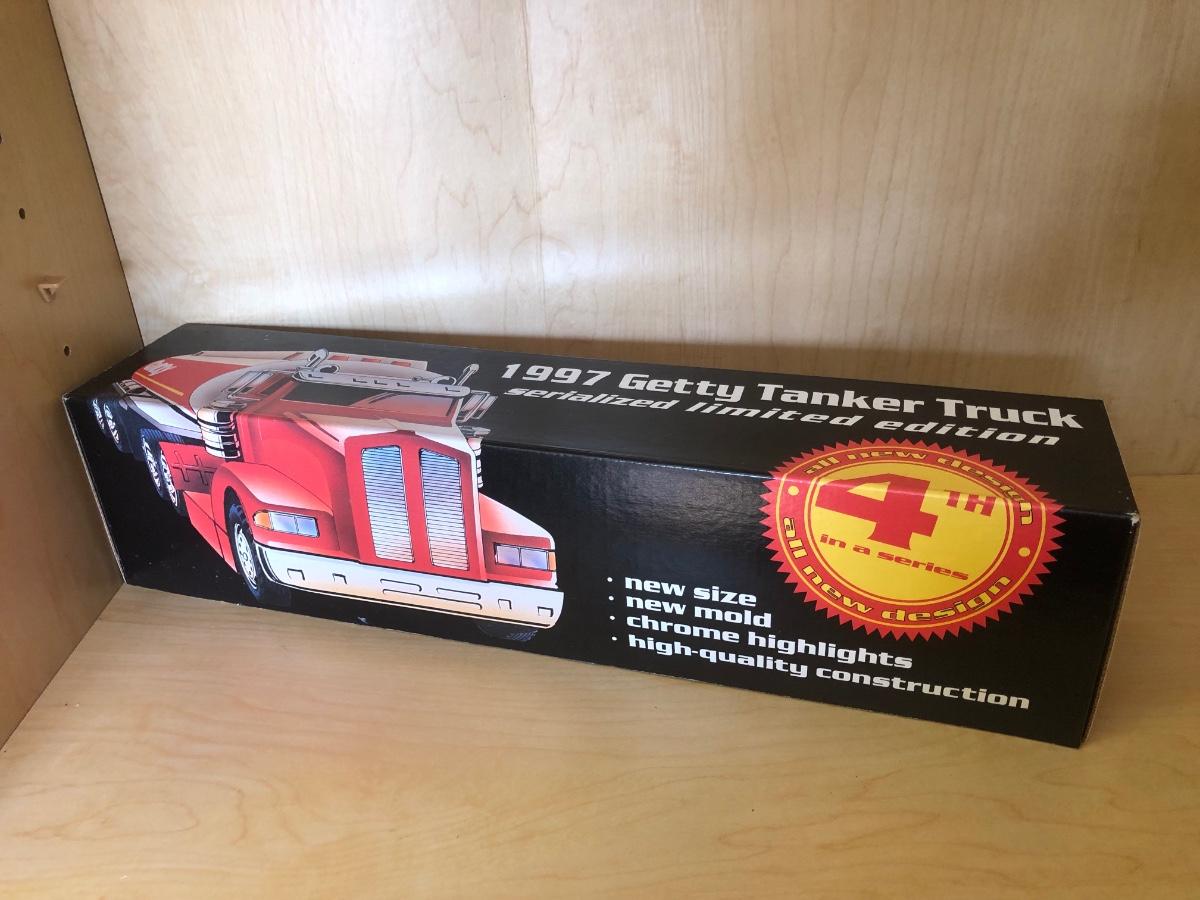 1997 Getty Tanker Truck
serialized limited edition
all new design
4TH
in a series
all new design
• new size
• new mold
• chrome highlights
• high-quality construction